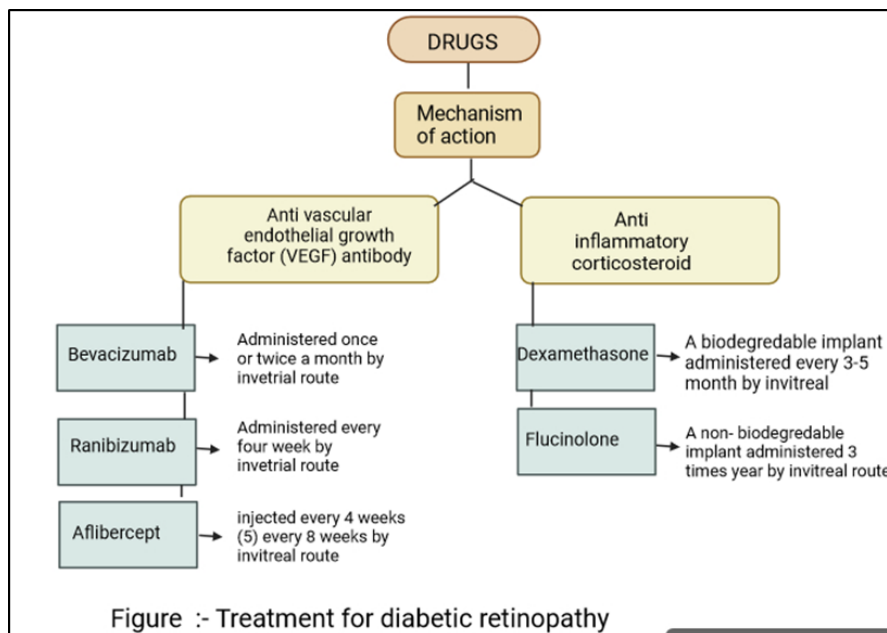 DRUGS
Mechanism
of action
Anti vascular
endothelial growth
factor (VEGF) antibody
Anti
inflammatory
corticosteroid
Bevacizumab
Administered once
or twice a month by
invetrial route
Ranibizumab
Administered every
four week by
invetrial route
Aflibercept
injected every 4 weeks
(5) every 8 weeks by
invitreal route
Dexamethasone
A biodegredable implant
administered every 3-5
month by invitreal
Flucinolone
A non- biodegredable
implant administered 3
times year by invitreal route
Figure :- Treatment for diabetic retinopathy